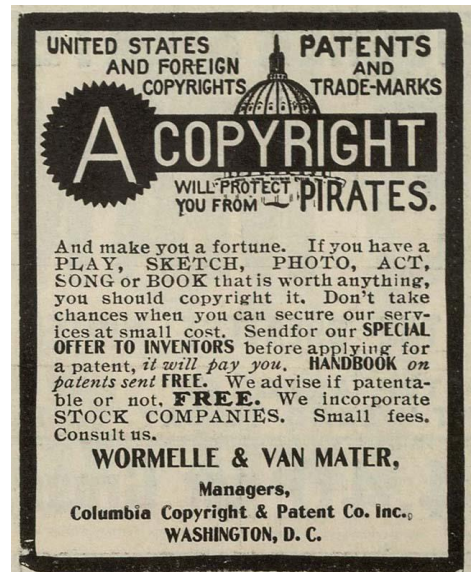 UNITED STATES
AND FOREIGN
COPYRIGHTS
PATENTS
AND
TRADE-MARKS
A COPYRIGHT
WILL PROTECT
YOU FROM PIRATES.
And make you a fortune. If you have a
PLAY, SKETCH, PHOTO, ACT,
SONG or BOOK that is worth anything,
you should copyright it. Don't take
chances when you can secure our serv-
ices at small cost. Send for our SPECIAL
OFFER TO INVENTORS before applying for
a patent, it will pay you. HANDBOOK on
patents sent FREE. We advise if patenta-
ble or not, FREE. We incorporate
STOCK COMPANIES. Small fees.
Consult us.
WORMELLE & VAN MATER,
Managers,
Columbia Copyright & Patent Co. Inc.,
WASHINGTON, D. C.